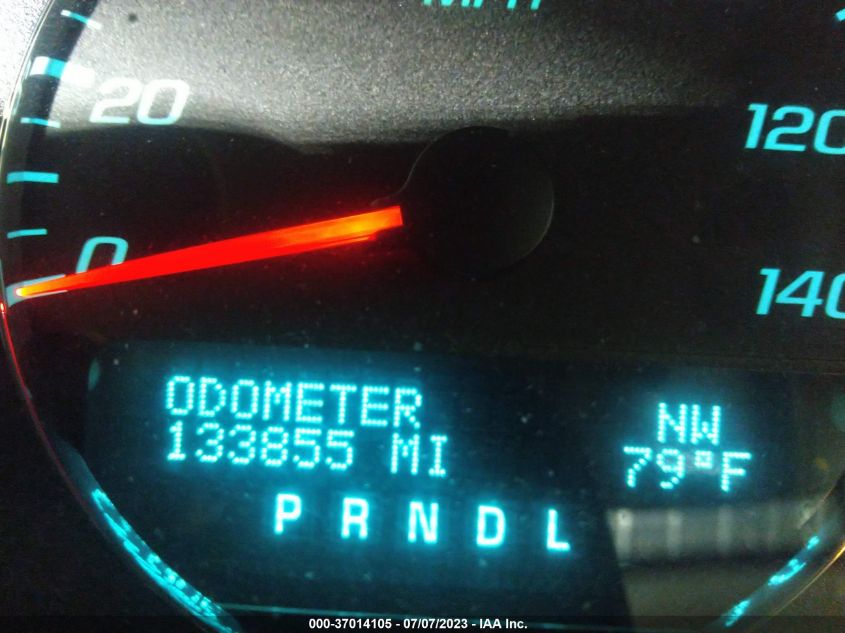 MPH
20
120
0
140
ODOMETER
133855 MI
NW
79°F
P R N D L
000-37014105 - 07/07/2023 - IAA Inc.